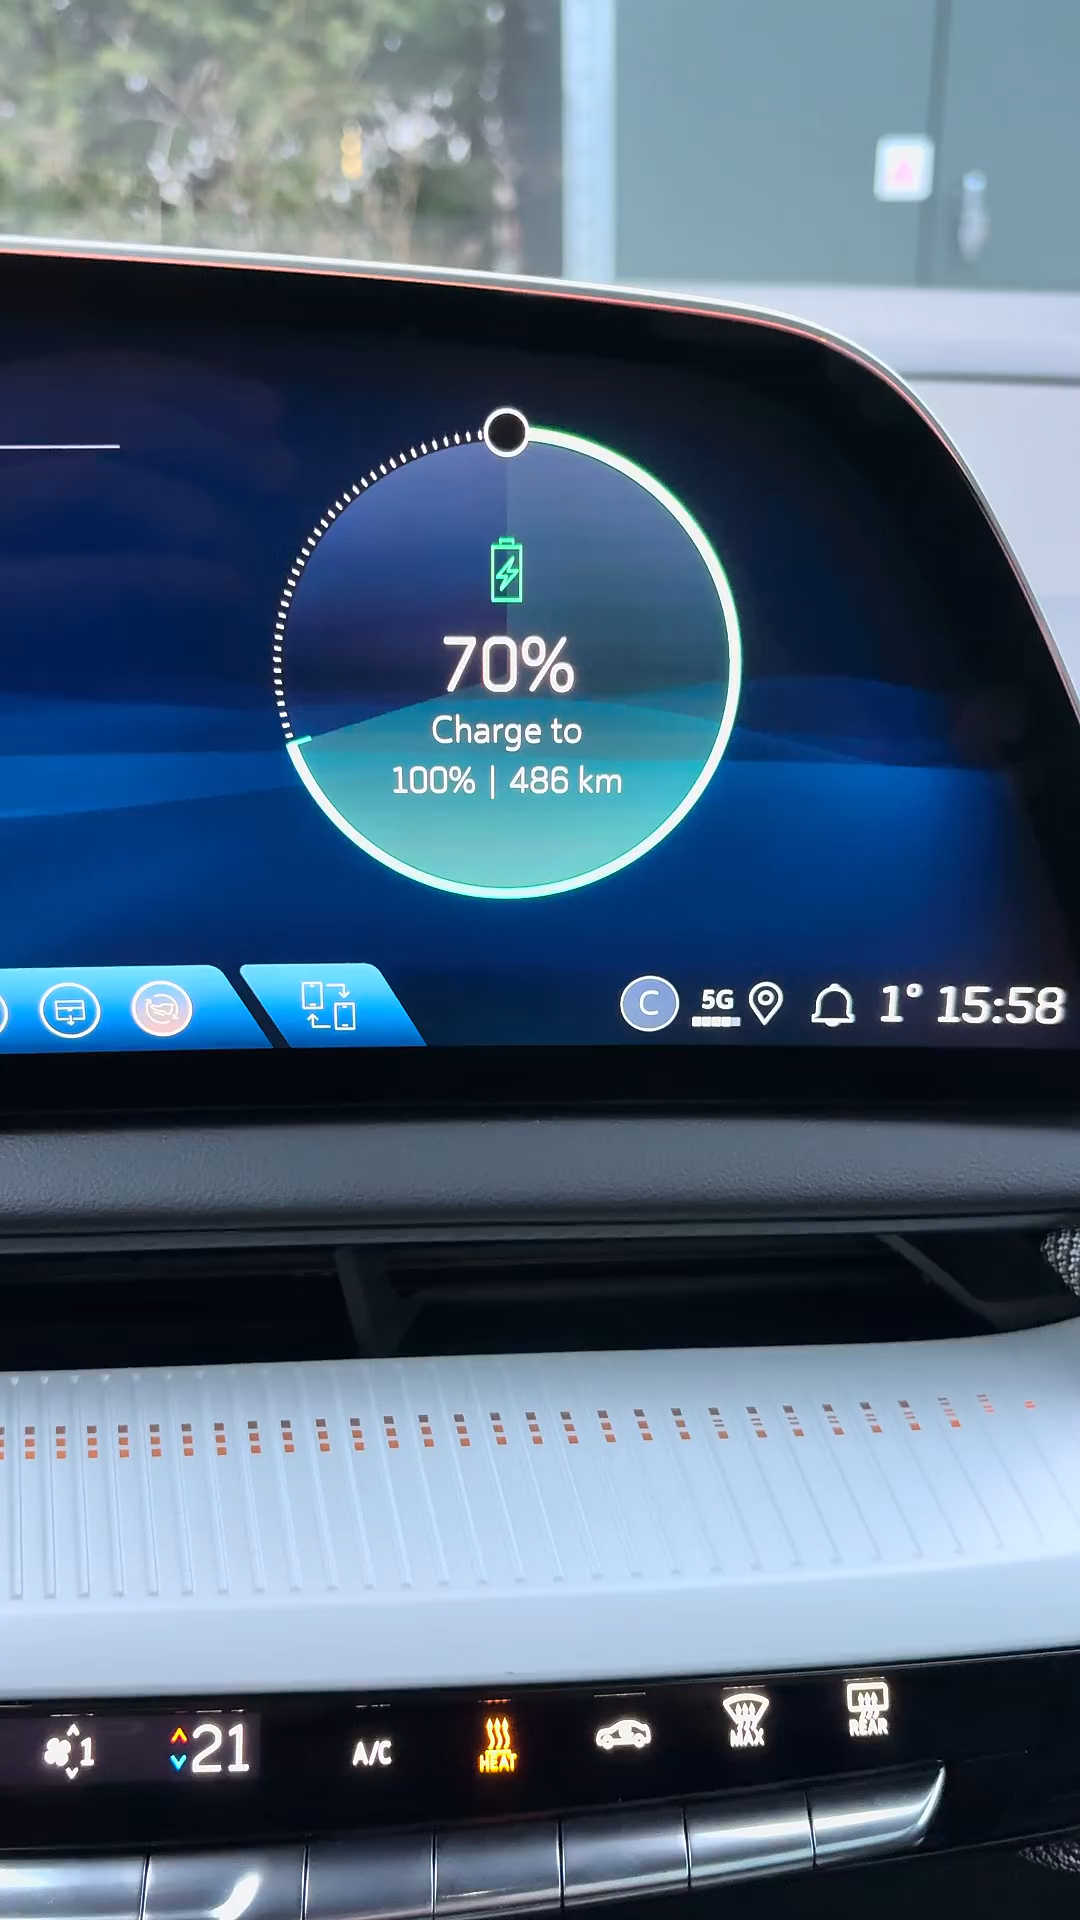 70%
Charge to
100% | 486 km
C 5G 1° 15:58
1 21 A/C HEAT MAX REAR